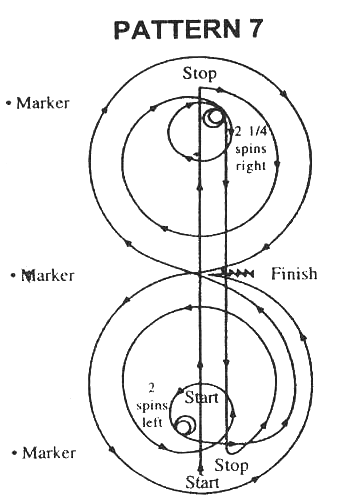 PATTERN 7
Stop
• Marker
2 1/4
spins
right
• Marker
Finish
2
spins
left
Start
• Marker
Stop
Start